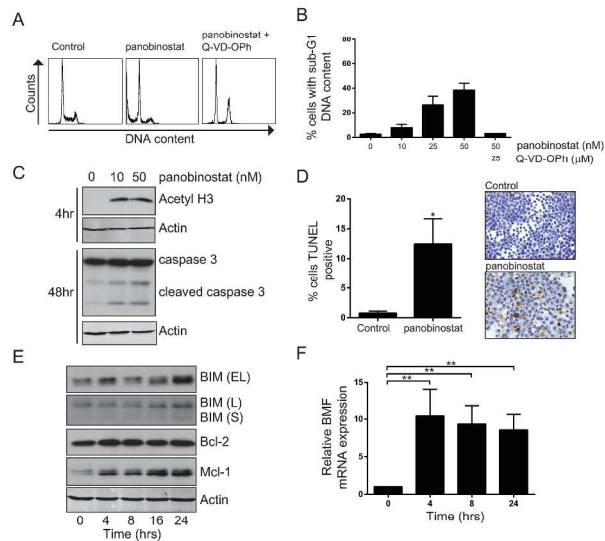 A
Control
panobinostat
panobinostat +
Q-VD-OPh
Counts
DNA content
B
% cells with sub-G1
DNA content
80
60
40
20
0
0 10 25 50 50 panobinostat (nM)
25 Q-VD-OPh (µM)
C
0 10 50 panobinostat (nM)
4hr
Acetyl H3
Actin
48hr
caspase 3
cleaved caspase 3
Actin
D
% cells TUNEL
positive
20
15
10
5
0
*
Control panobinostat
Control
panobinostat
E
BIM (EL)
BIM (L)
BIM (S)
Bcl-2
Mcl-1
Actin
0 4 8 16 24
Time (hrs)
F
Relative BMF
mRNA expression
15
10
5
0
**
**
**
0 4 8 24
Time (hrs)